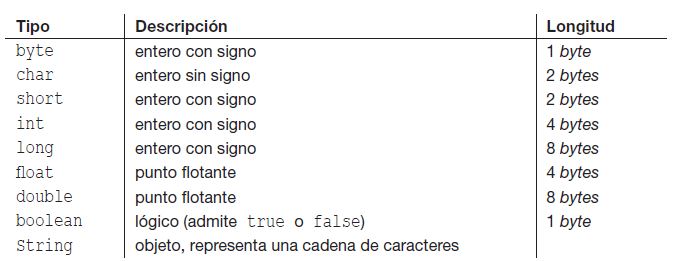 Tipo Descripción Longitud
byte entero con signo 1 byte
char entero sin signo 2 bytes
short entero con signo 2 bytes
int entero con signo 4 bytes
long entero con signo 8 bytes
float punto flotante 4 bytes
double punto flotante 8 bytes
boolean lógico (admite true o false) 1 byte
String objeto, representa una cadena de caracteres